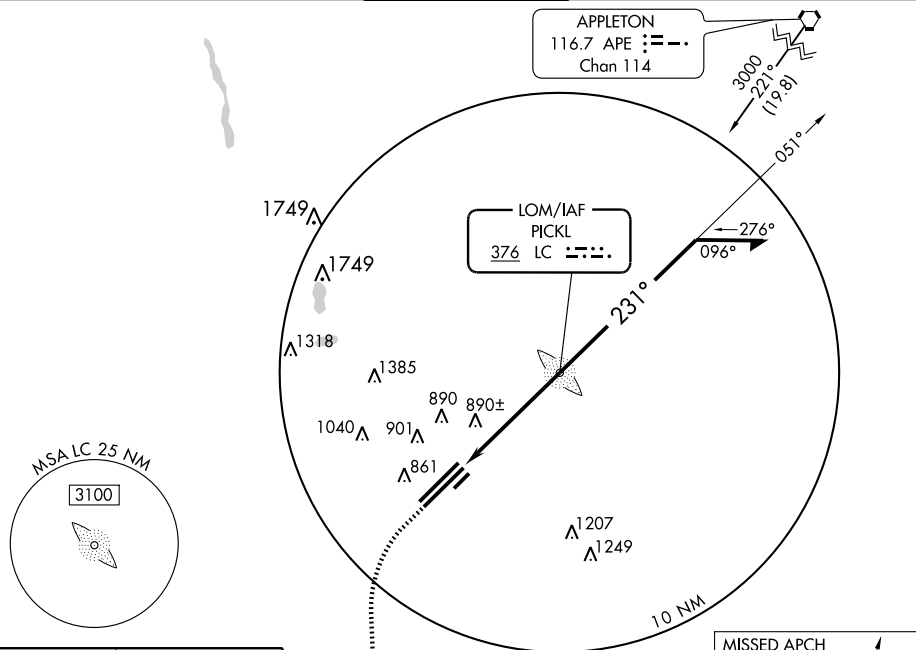 APPLETON
116.7 APE
Chan 114
3000
221°
(19.8)
051°
1749
LOM/IAF
PICKL
376 LC
276°
096°
1749
231°
1318
1385
890
890±
1040
901
861
MSA LC 25 NM
3100
1207
1249
10 NM
MISSED APCH